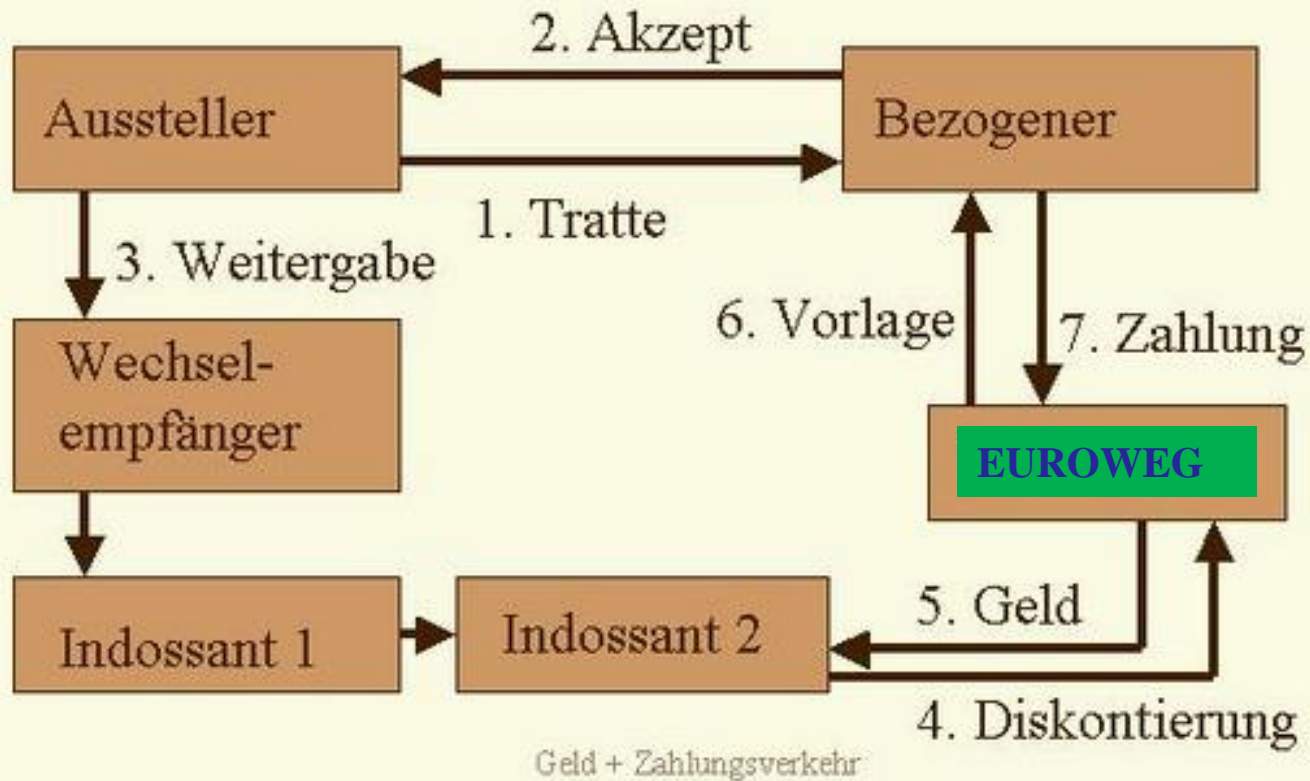 2. Akzept
Aussteller
Bezogener
1. Tratte
3. Weitergabe
6. Vorlage
7. Zahlung
Wechsel-
empfänger
EUROWEG
5. Geld
Indossant 1
Indossant 2
4. Diskontierung
Geld + Zahlungsverkehr